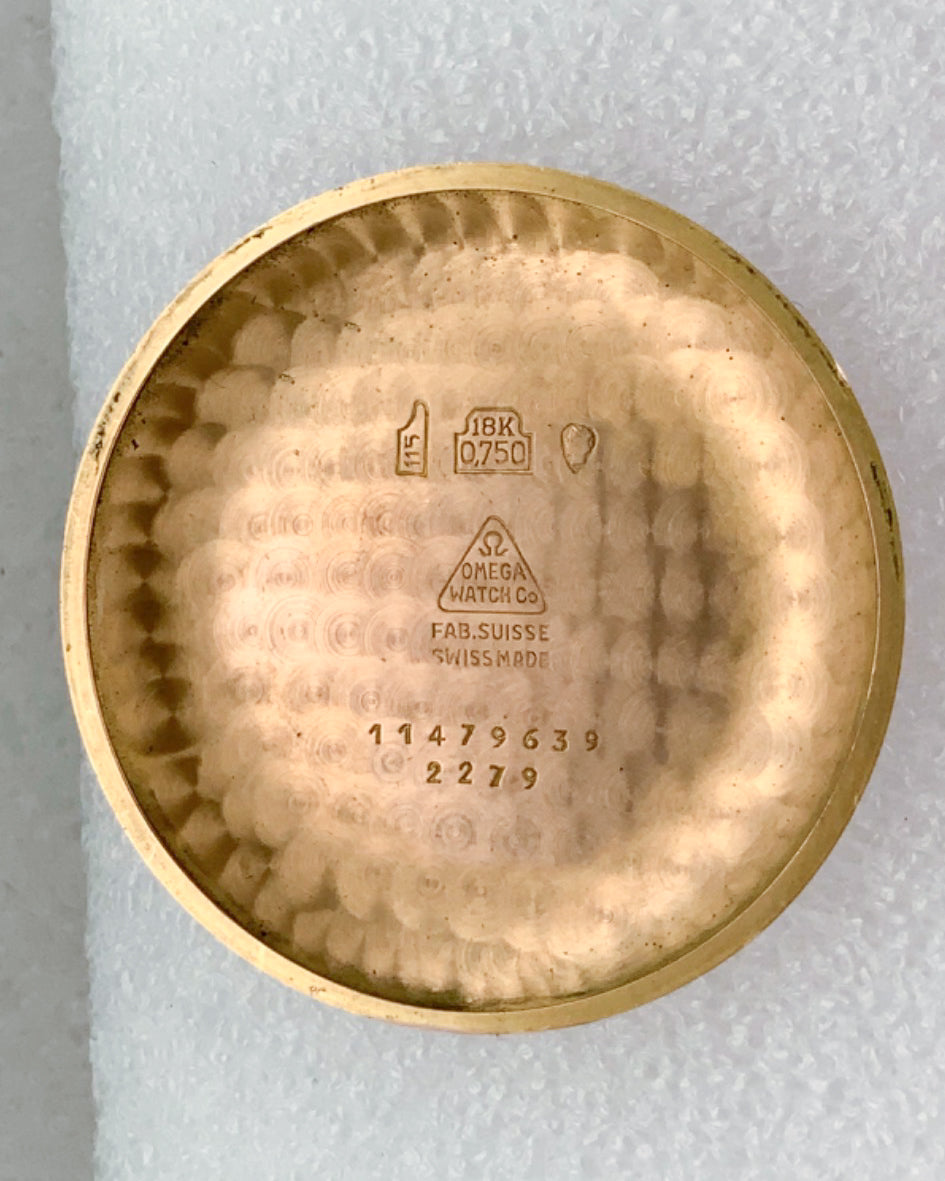 115
18K
0,750
Ω
OMEGA
WATCH Co
FAB.SUISSE
SWISS MADE
11479639
2279